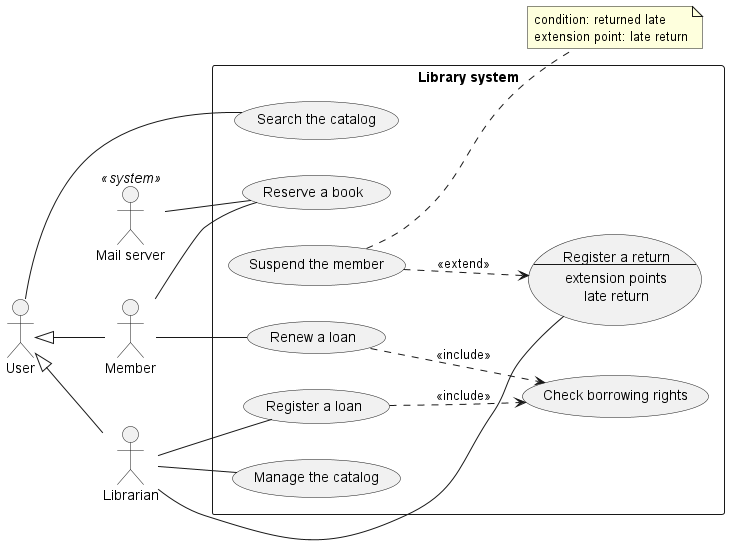 condition: returned late
extension point: late return
Library system
Search the catalog
«system»
Mail server
Reserve a book
Suspend the member
«extend»
Register a return
extension points
late return
User
Member
Renew a loan
«include»
Check borrowing rights
Register a loan
«include»
Librarian
Manage the catalog